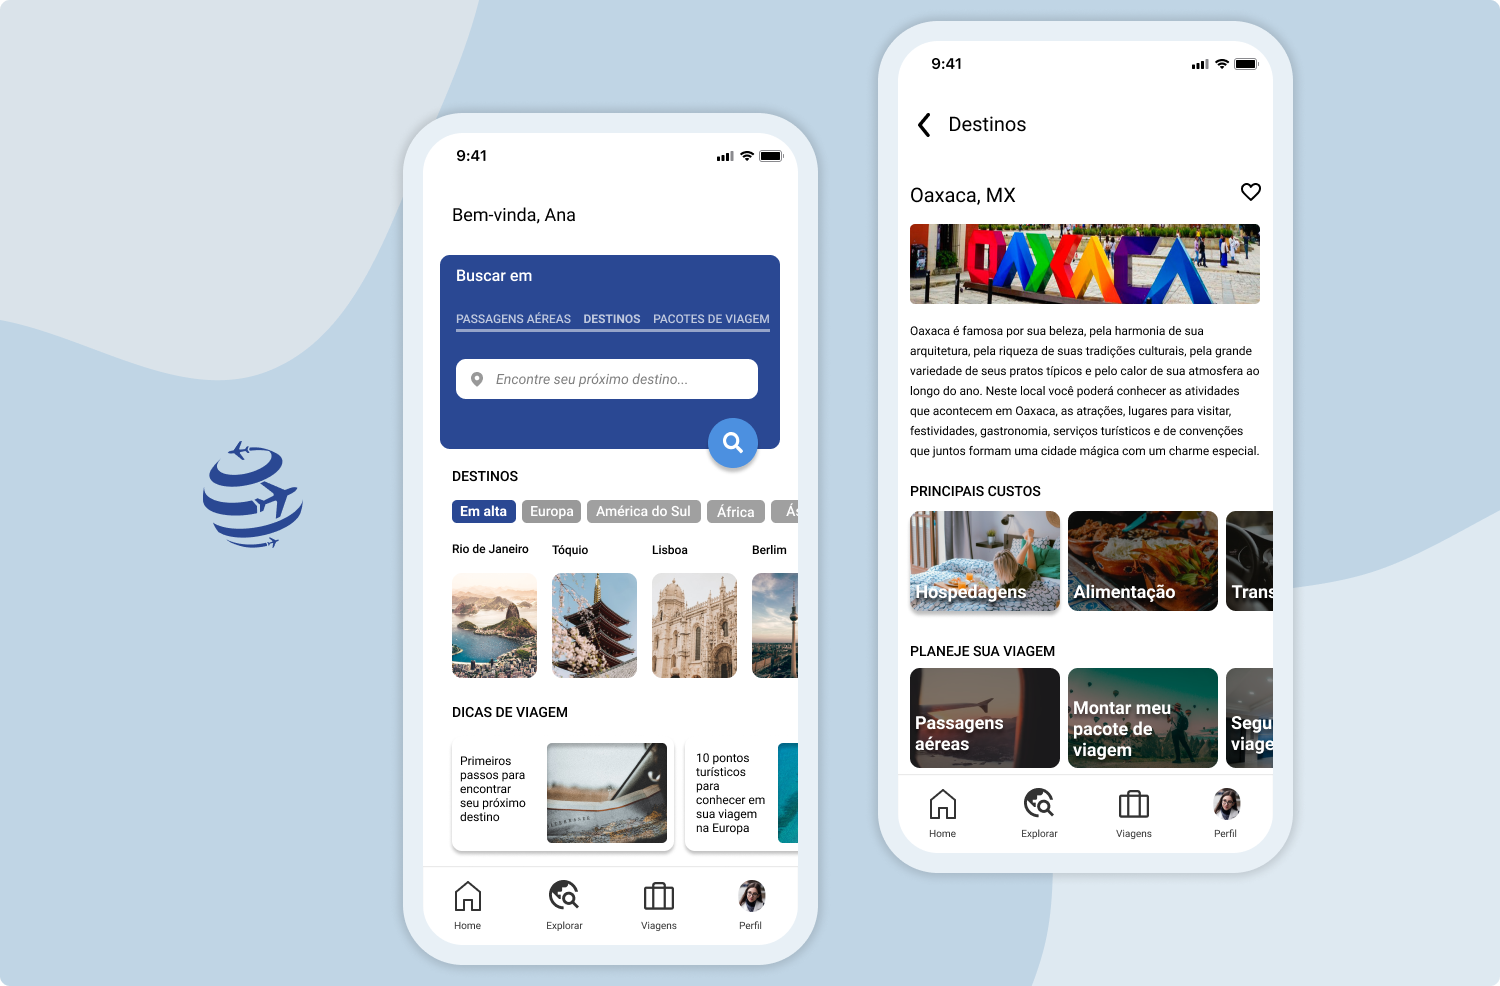 9:41
Bem-vinda, Ana
Buscar em
PASSAGENS AÉREAS DESTINOS PACOTES DE VIAGEM
Encontre seu próximo destino...
DESTINOS
Em alta Europa América do Sul África Ás
Rio de Janeiro Tóquio Lisboa Berlim
DICAS DE VIAGEM
Primeiros
passos para
encontrar
seu próximo
destino
10 pontos
turísticos
para
conhecer em
sua viagem
na Europa
Home Explorar Viagens Perfil
9:41
Destinos
Oaxaca, MX
OAXACA
Oaxaca é famosa por sua beleza, pela harmonia de sua
arquitetura, pela riqueza de suas tradições culturais, pela grande
variedade de seus pratos típicos e pelo calor de sua atmosfera ao
longo do ano. Neste local você poderá conhecer as atividades
que acontecem em Oaxaca, as atrações, lugares para visitar,
festividades, gastronomia, serviços turísticos e de convenções
que juntos formam uma cidade mágica com um charme especial.
PRINCIPAIS CUSTOS
Hospedagens Alimentação Trans
PLANEJE SUA VIAGEM
Passagens
aéreas
Montar meu
pacote de
viagem
Segu
viage
Home Explorar Viagens Perfil